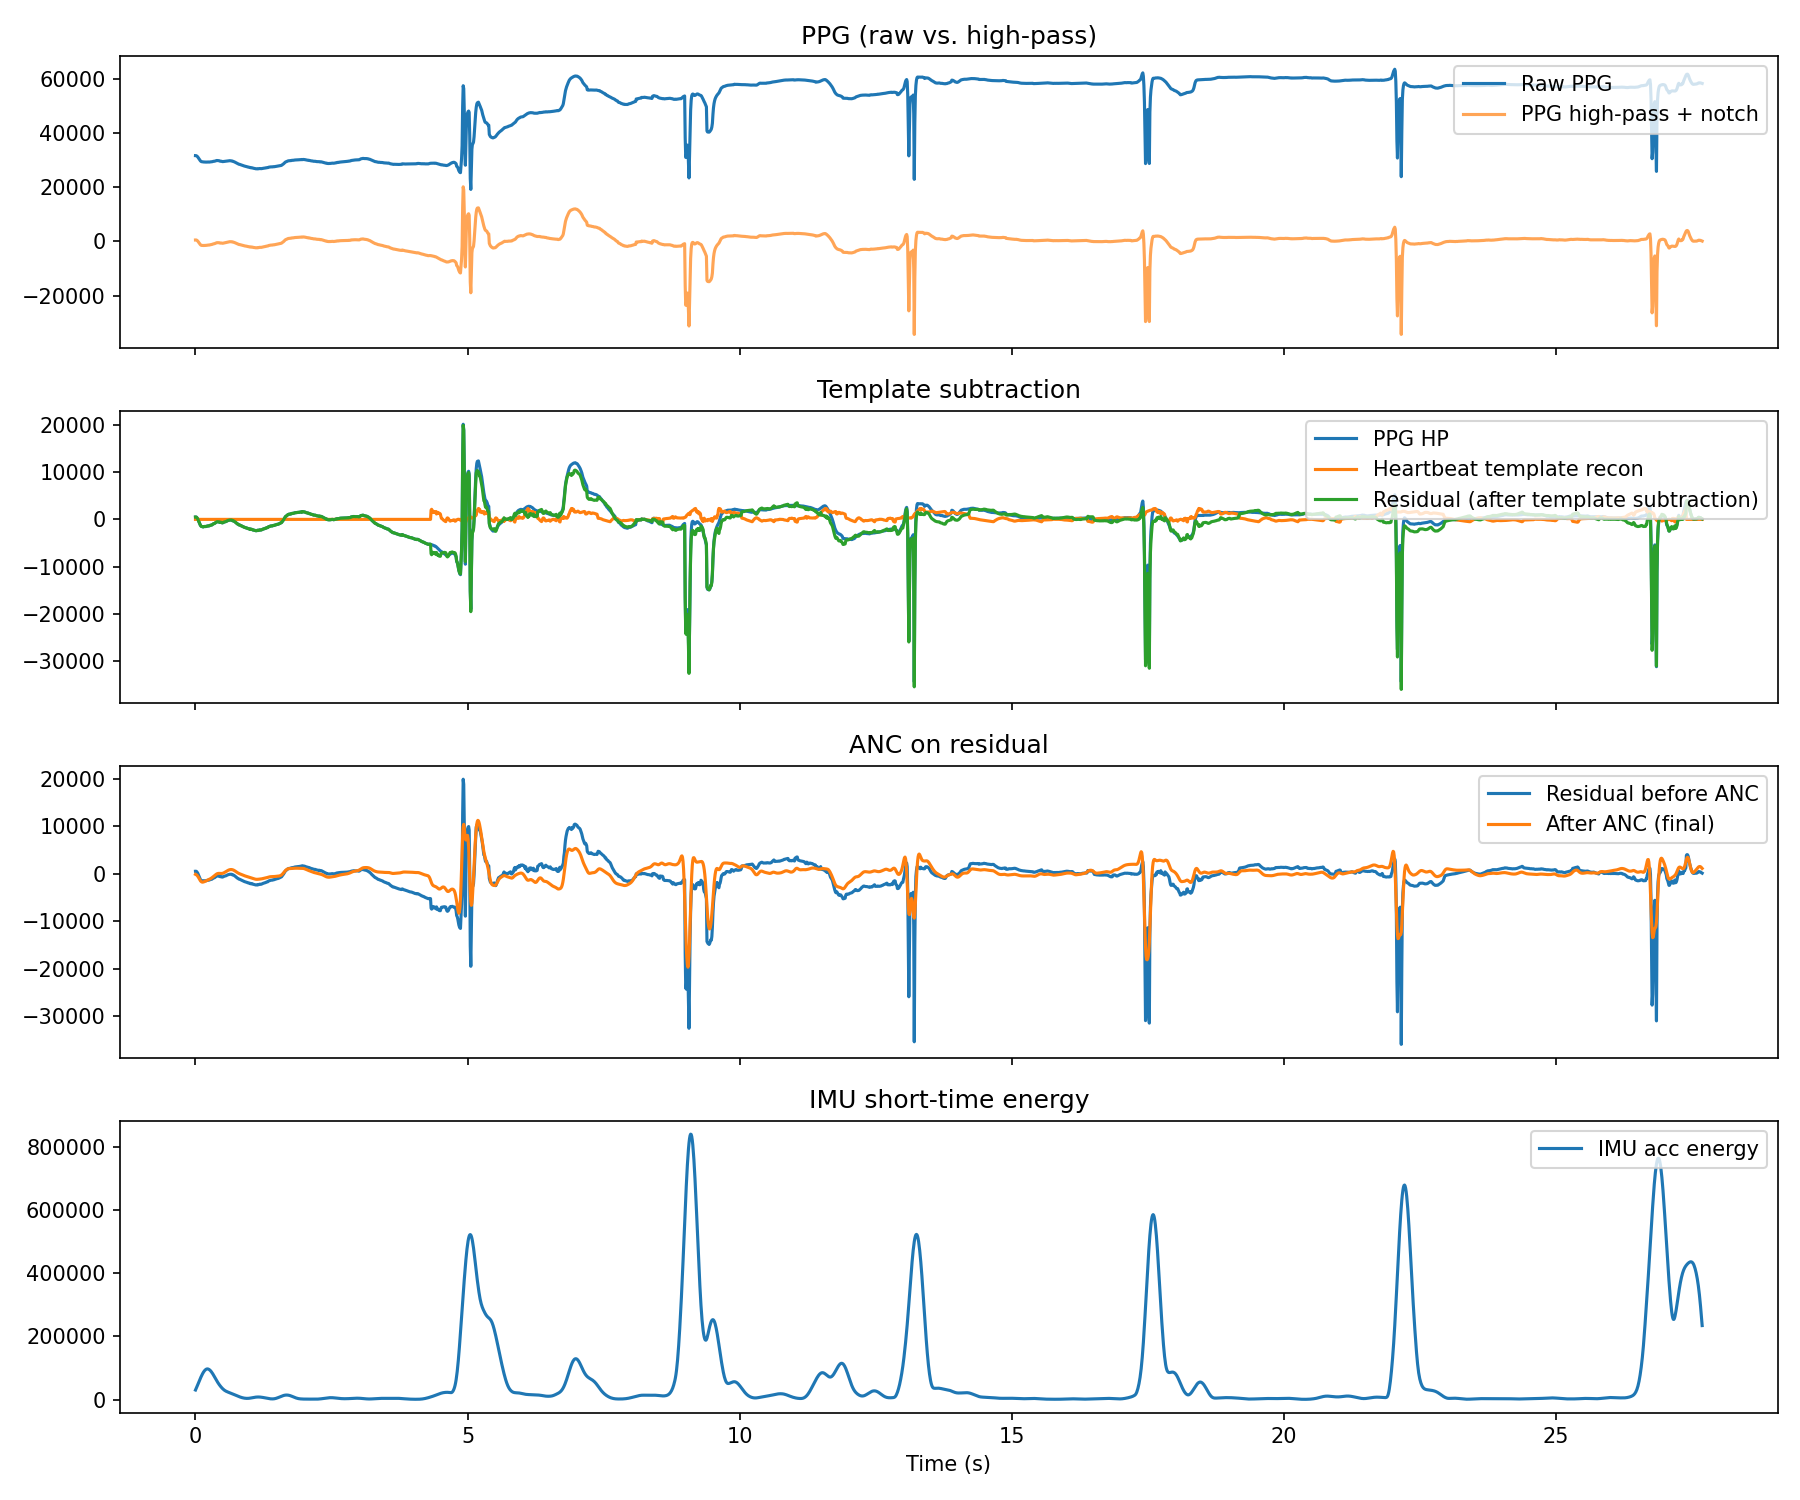 PPG (raw vs. high-pass)
60000
40000
20000
0
−20000
Raw PPG
PPG high-pass + notch
Template subtraction
20000
10000
0
−10000
−20000
−30000
PPG HP
Heartbeat template recon
Residual (after template subtraction)
ANC on residual
20000
10000
0
−10000
−20000
−30000
Residual before ANC
After ANC (final)
IMU short-time energy
800000
600000
400000
200000
0
IMU acc energy
0 5 10 15 20 25
Time (s)